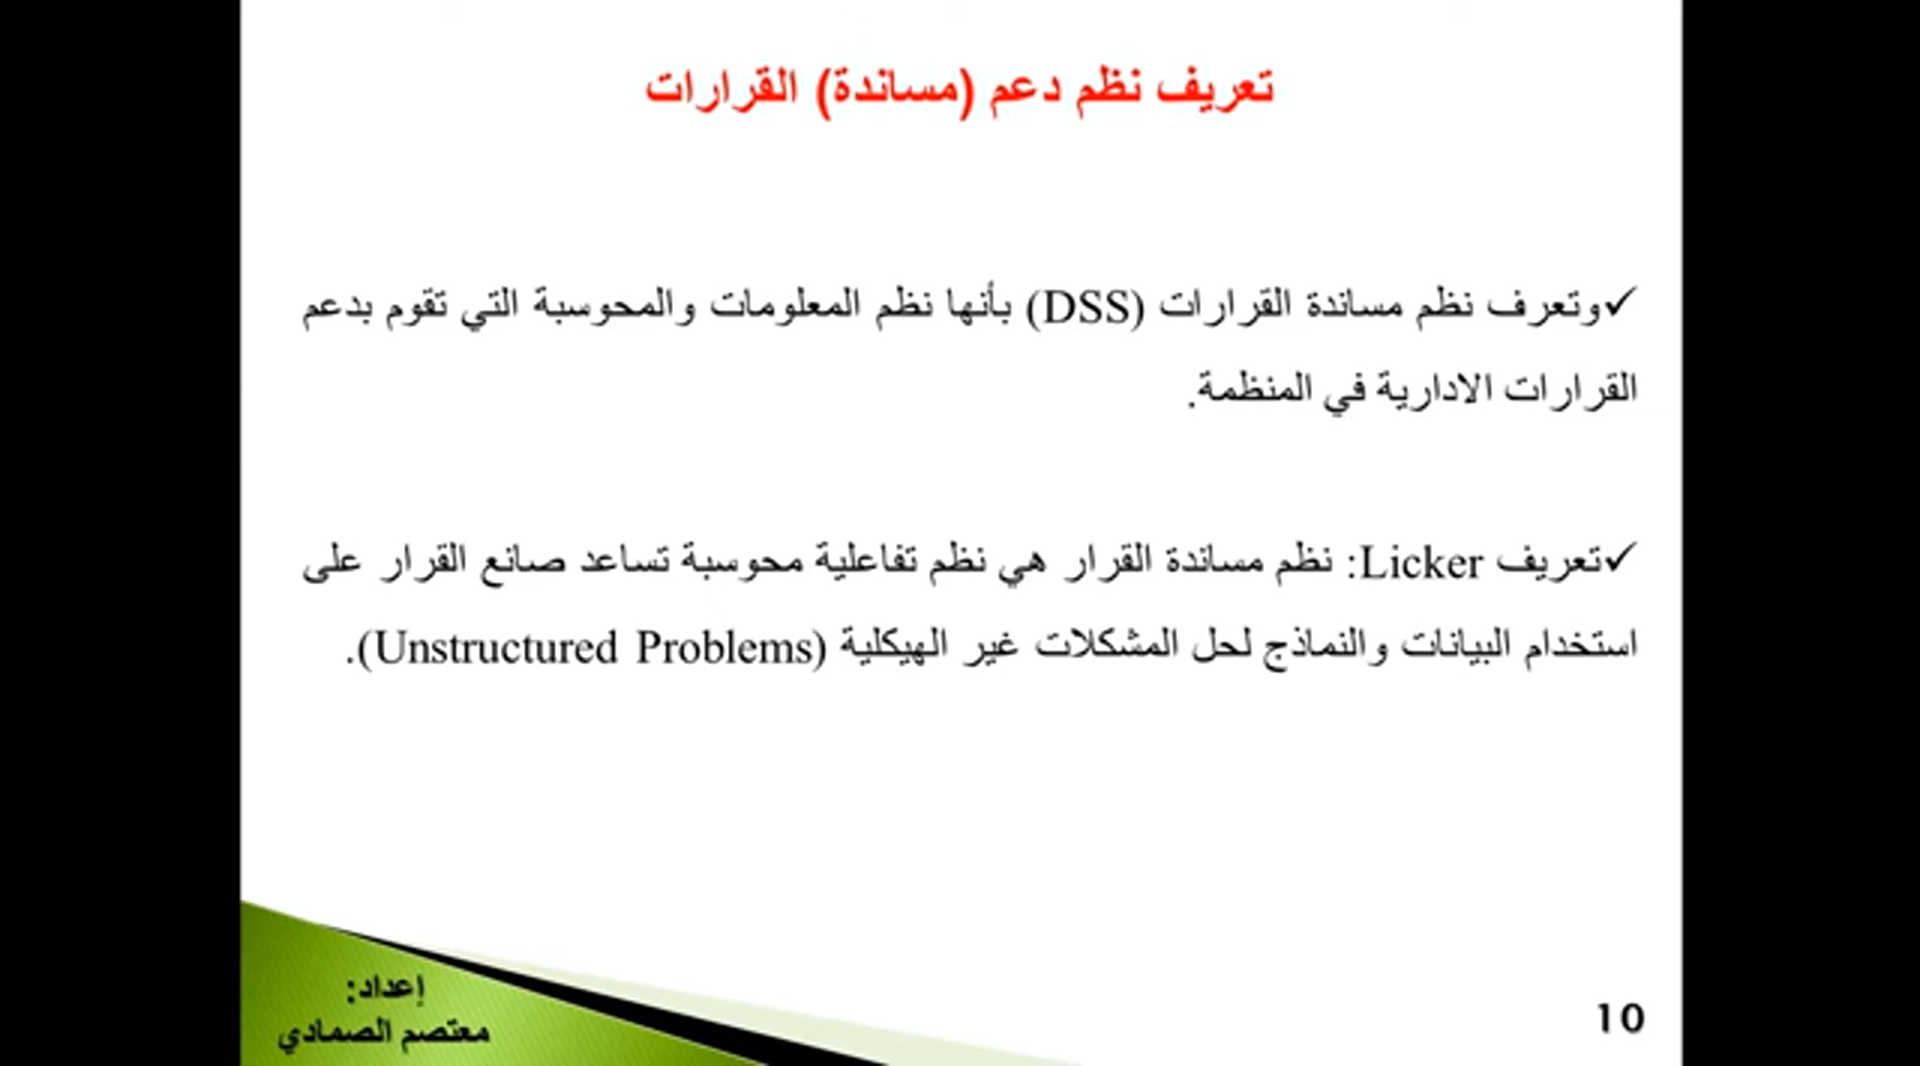 تعريف نظم دعم (مساندة) القرارات
✓وتعرف نظم مساندة القرارات (DSS) بأنها نظم المعلومات والمحوسبة التي تقوم بدعم
القرارات الادارية في المنظمة.
✓تعريف Licker: نظم مساندة القرار هي نظم تفاعلية محوسبة تساعد صانع القرار على
استخدام البيانات والنماذج لحل المشكلات غير الهيكلية (Unstructured Problems).
إعداد:
معتصم الصمادي
10